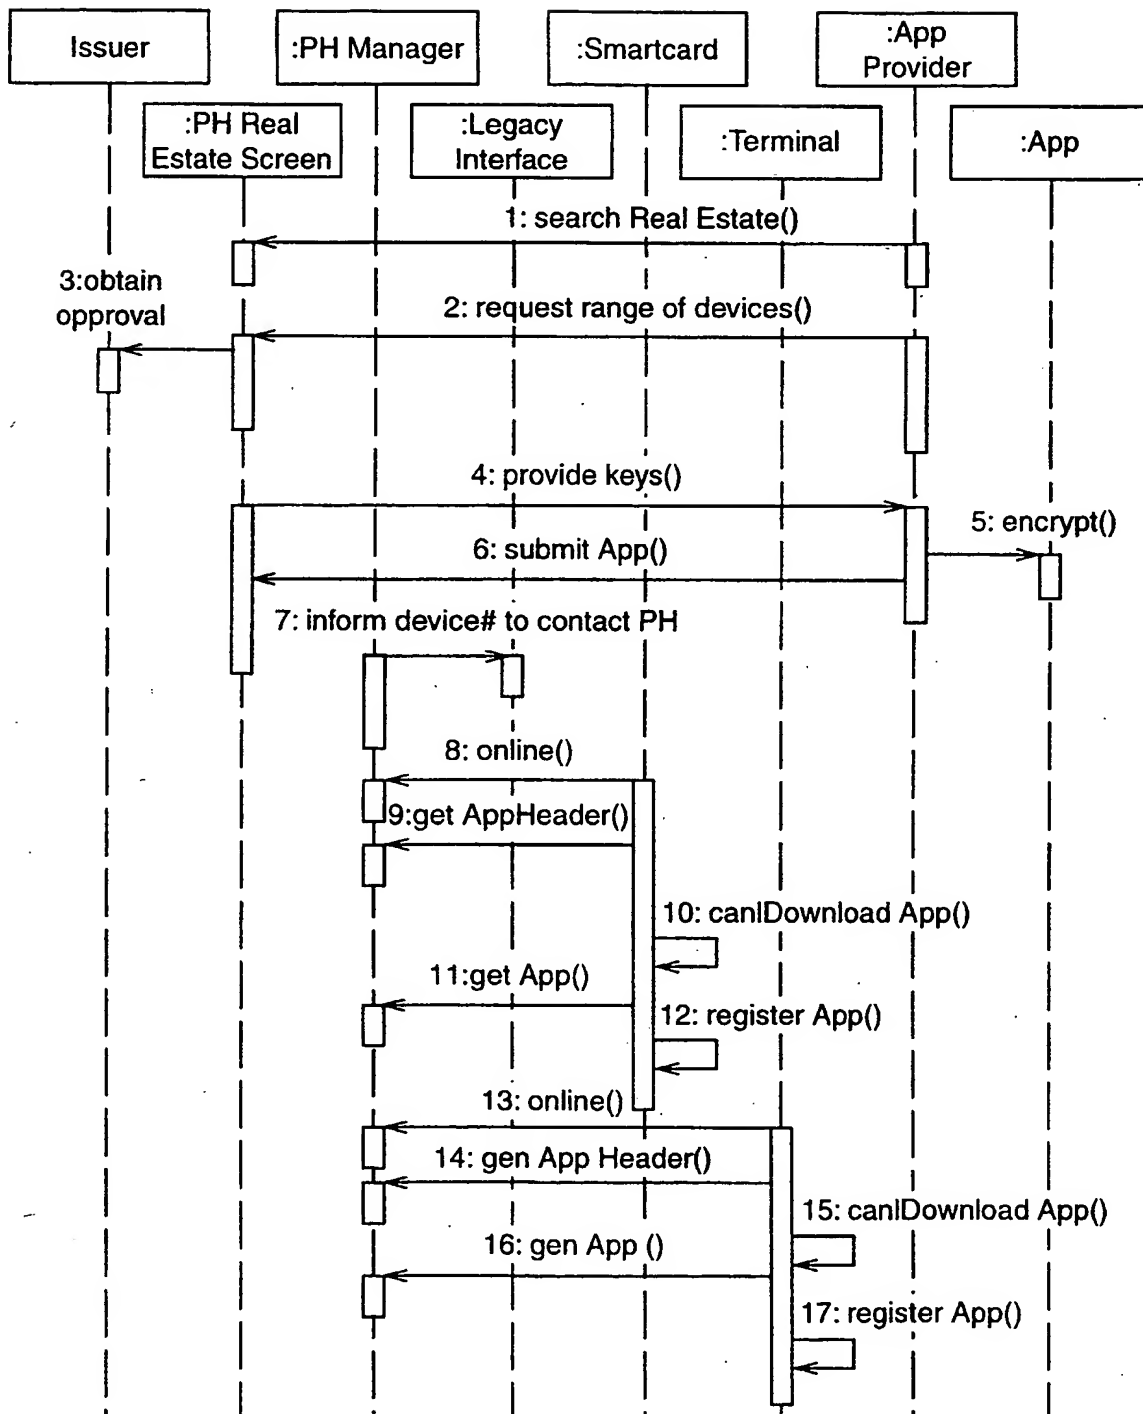 Issuer
:PH Manager
:Smartcard
:App
Provider
:PH Real
Estate Screen
:Legacy
Interface
:Terminal
:App
1: search Real Estate()
3:obtain
opproval
2: request range of devices()
4: provide keys()
5: encrypt()
6: submit App()
7: inform device# to contact PH
8: online()
9:get AppHeader()
10: canIDownload App()
11:get App()
12: register App()
13: online()
14: gen App Header()
15: canIDownload App()
16: gen App ()
17: register App()